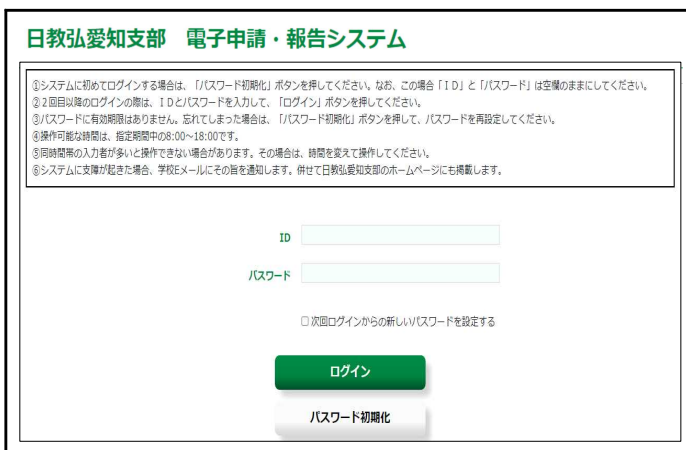 日教弘愛知支部　電子申請・報告システム
①システムに初めてログインする場合は、「パスワード初期化」ボタンを押してください。なお、この場合「ＩＤ」と「パスワード」は空欄のままにしてください。
②２回目以降のログインの際は、ＩＤとパスワードを入力して、「ログイン」ボタンを押してください。
③パスワードに有効期限はありません。忘れてしまった場合は、「パスワード初期化」ボタンを押して、パスワードを再設定してください。
④操作可能な時間は、指定期間中の8:00～18:00です。
⑤同時間帯の入力者が多いと操作できない場合があります。その場合は、時間を変えて操作してください。
⑥システムに支障が起きた場合、学校Eメールにその旨を通知します。併せて日教弘愛知支部のホームページにも掲載します。
ID
パスワード
次回ログインからの新しいパスワードを設定する
ログイン
パスワード初期化